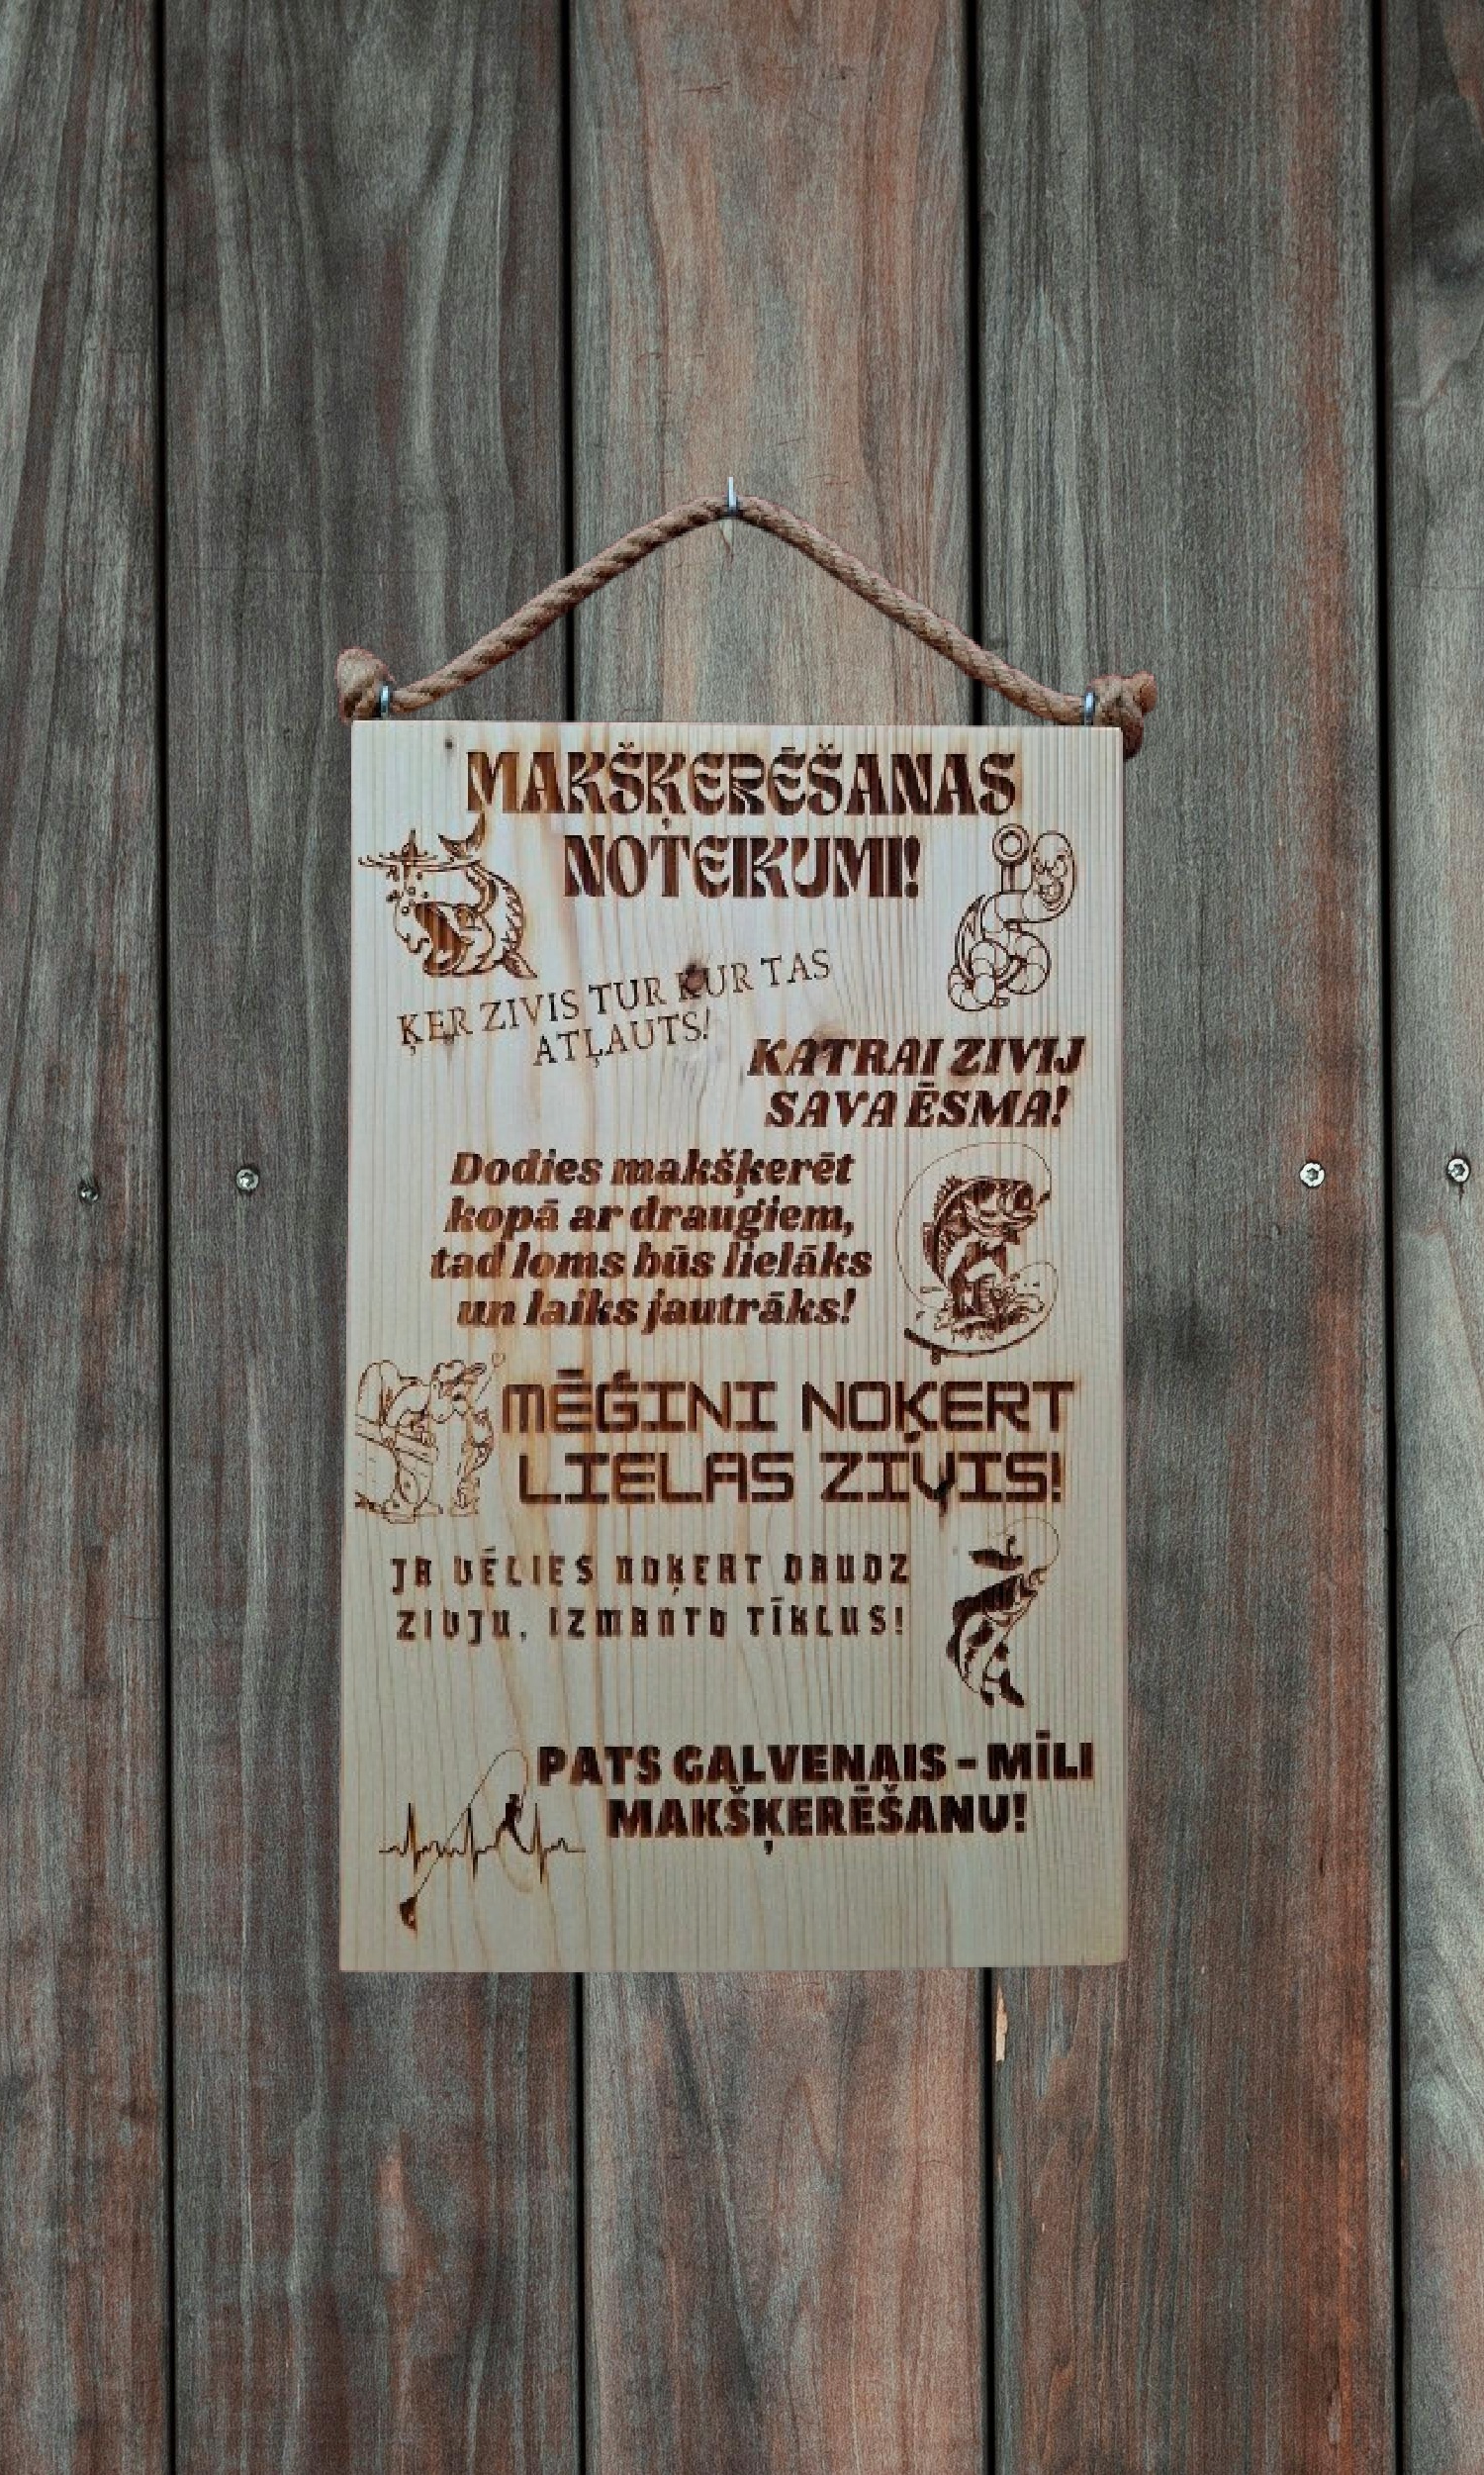 MAKŠĶERĒŠANAS
NOTEIKUMI!
ĶER ZIVIS TUR KUR TAS
ATĻAUTS!
KATRAI ZIVIJ
SAVA ĒSMA!
Dodies makšķerēt
kopā ar draugiem,
tad loms būs lielāks
un laiks jautrāks!
MĒĢINI NOĶERT
LIELAS ZIVIS!
JA VĒLIES NOĶERT DAUDZ
ZIVJU, IZMANTO TĪKLUS!
PATS GALVENAIS - MĪLI
MAKŠĶERĒŠANU!